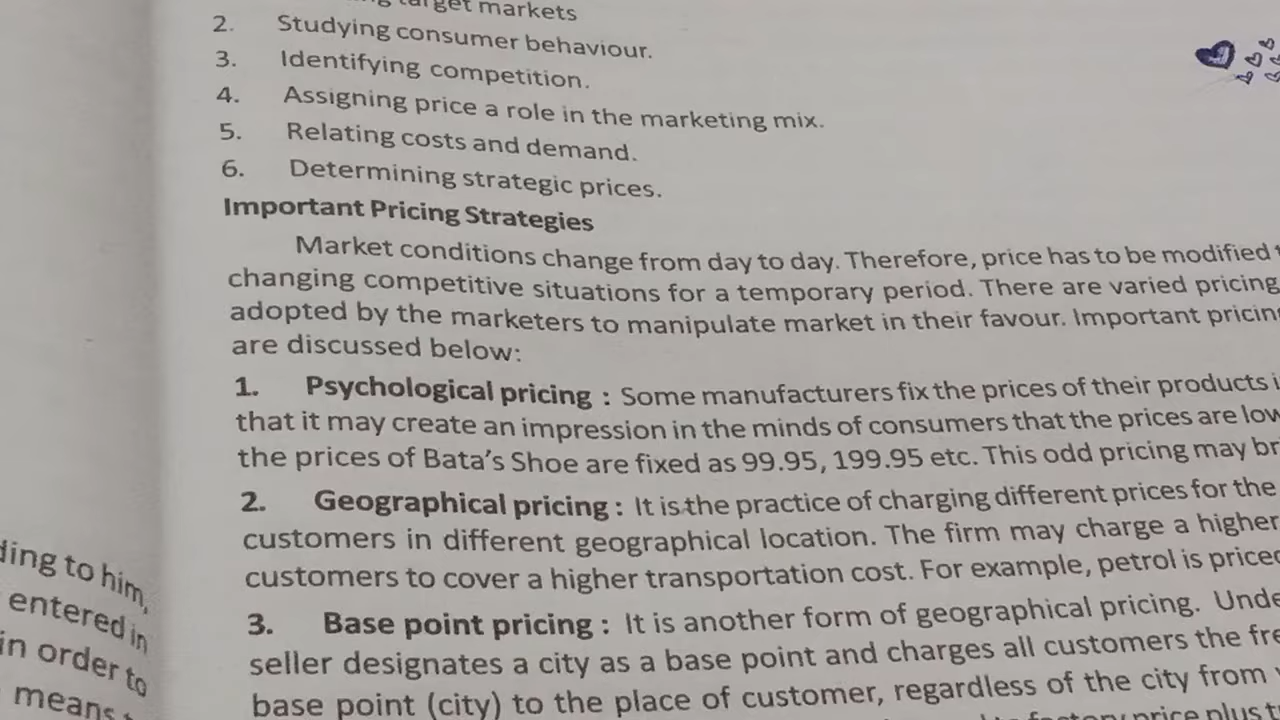 target markets
2. Studying consumer behaviour.
3. Identifying competition.
4. Assigning price a role in the marketing mix.
5. Relating costs and demand.
6. Determining strategic prices.
Important Pricing Strategies
Market conditions change from day to day. Therefore, price has to be modified
changing competitive situations for a temporary period. There are varied pricing
adopted by the marketers to manipulate market in their favour. Important
are discussed below:
1. Psychological pricing : Some manufacturers fix the prices of their products
that it may create an impression in the minds of consumers that the prices are low
the prices of Bata's Shoe are fixed as 99.95, 199.95 etc. This odd pricing may
2. Geographical pricing : It is the practice of charging different prices for the
customers in different geographical location. The firm may charge a higher
customers to cover a higher transportation cost. For example, petrol is
3. Base point pricing : It is another form of geographical pricing.
seller designates a city as a base point and charges all customers the
base point (city) to the place of customer, regardless of the city from
factory price plus
ding to him,
entered in
in order to
means